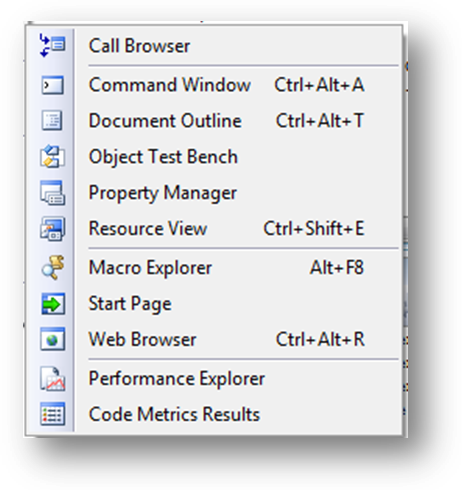 Call Browser
Command Window Ctrl+Alt+A
Document Outline Ctrl+Alt+T
Object Test Bench
Property Manager
Resource View Ctrl+Shift+E
Macro Explorer Alt+F8
Start Page
Web Browser Ctrl+Alt+R
Performance Explorer
Code Metrics Results